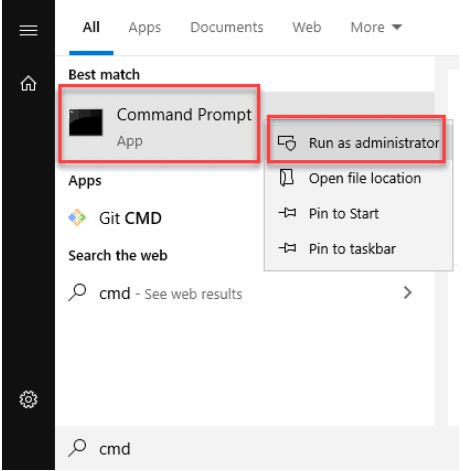 All Apps Documents Web More
Best match
Command Prompt
App
Run as administrator
Open file location
Pin to Start
Pin to taskbar
Apps
Git CMD
Search the web
cmd - See web results
cmd